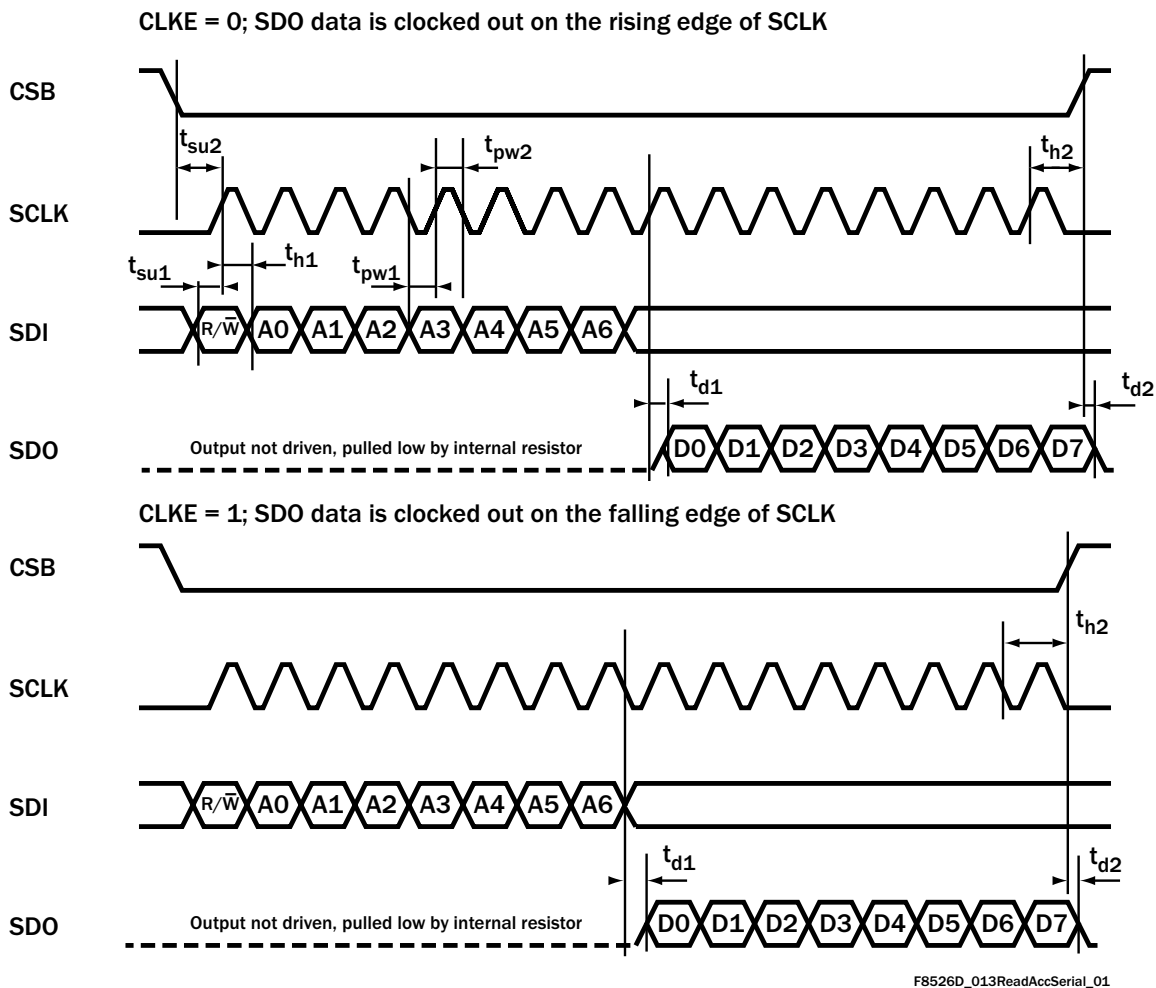 CLKE = 0; SDO data is clocked out on the rising edge of SCLK
CSB
tsu2
tpw2
th2
SCLK
tsu1
th1
tpw1
SDI
R/W̅ A0 A1 A2 A3 A4 A5 A6
td1
td2
SDO
Output not driven, pulled low by internal resistor
D0 D1 D2 D3 D4 D5 D6 D7
CLKE = 1; SDO data is clocked out on the falling edge of SCLK
CSB
th2
SCLK
SDI
R/W̅ A0 A1 A2 A3 A4 A5 A6
td1
td2
SDO
Output not driven, pulled low by internal resistor
D0 D1 D2 D3 D4 D5 D6 D7
F8526D_013ReadAccSerial_01